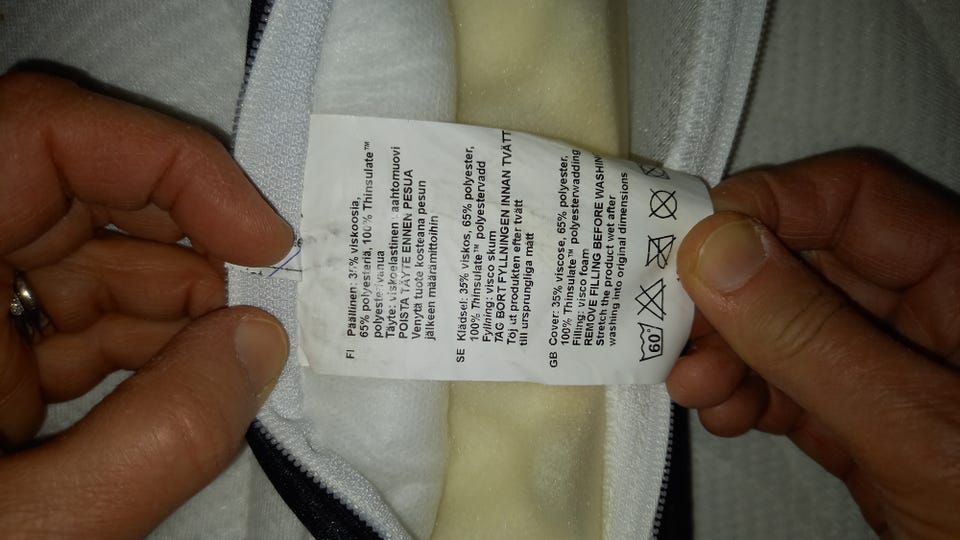 FI Päällinen: 35% viskoosia,
65% polyesteriä, 100% Thinsulate™
polyesterivanua
Täyte: viskoelastinen vaahtomuovi
POISTA TÄYTE ENNEN PESUA
Venytä tuote kosteana pesun
jälkeen määrämittoihin
SE Klädsel: 35% viskos, 65% polyester,
100% Thinsulate™ polyestervadd
Fyllning: visco skum
TAG BORT FYLLNINGEN INNAN TVÄTT
Töj ut produkten efter tvätt
till ursprungliga mått
GB Cover: 35% viscose, 65% polyester,
100% Thinsulate™ polyesterwadding
Filling: visco foam
REMOVE FILLING BEFORE WASHIN
Stretch the product wet after
washing into original dimensions
60°